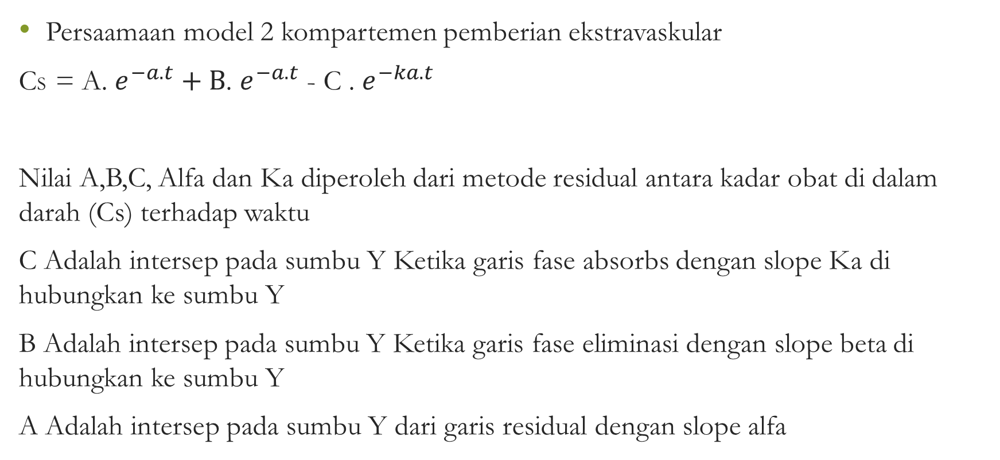 • Persaamaan model 2 kompartemen pemberian ekstravaskular
Cs = A. e^{−a.t} + B. e^{−a.t} - C . e^{−ka.t}
Nilai A,B,C, Alfa dan Ka diperoleh dari metode residual antara kadar obat di dalam
darah (Cs) terhadap waktu
C Adalah intersep pada sumbu Y Ketika garis fase absorbs dengan slope Ka di
hubungkan ke sumbu Y
B Adalah intersep pada sumbu Y Ketika garis fase eliminasi dengan slope beta di
hubungkan ke sumbu Y
A Adalah intersep pada sumbu Y dari garis residual dengan slope alfa